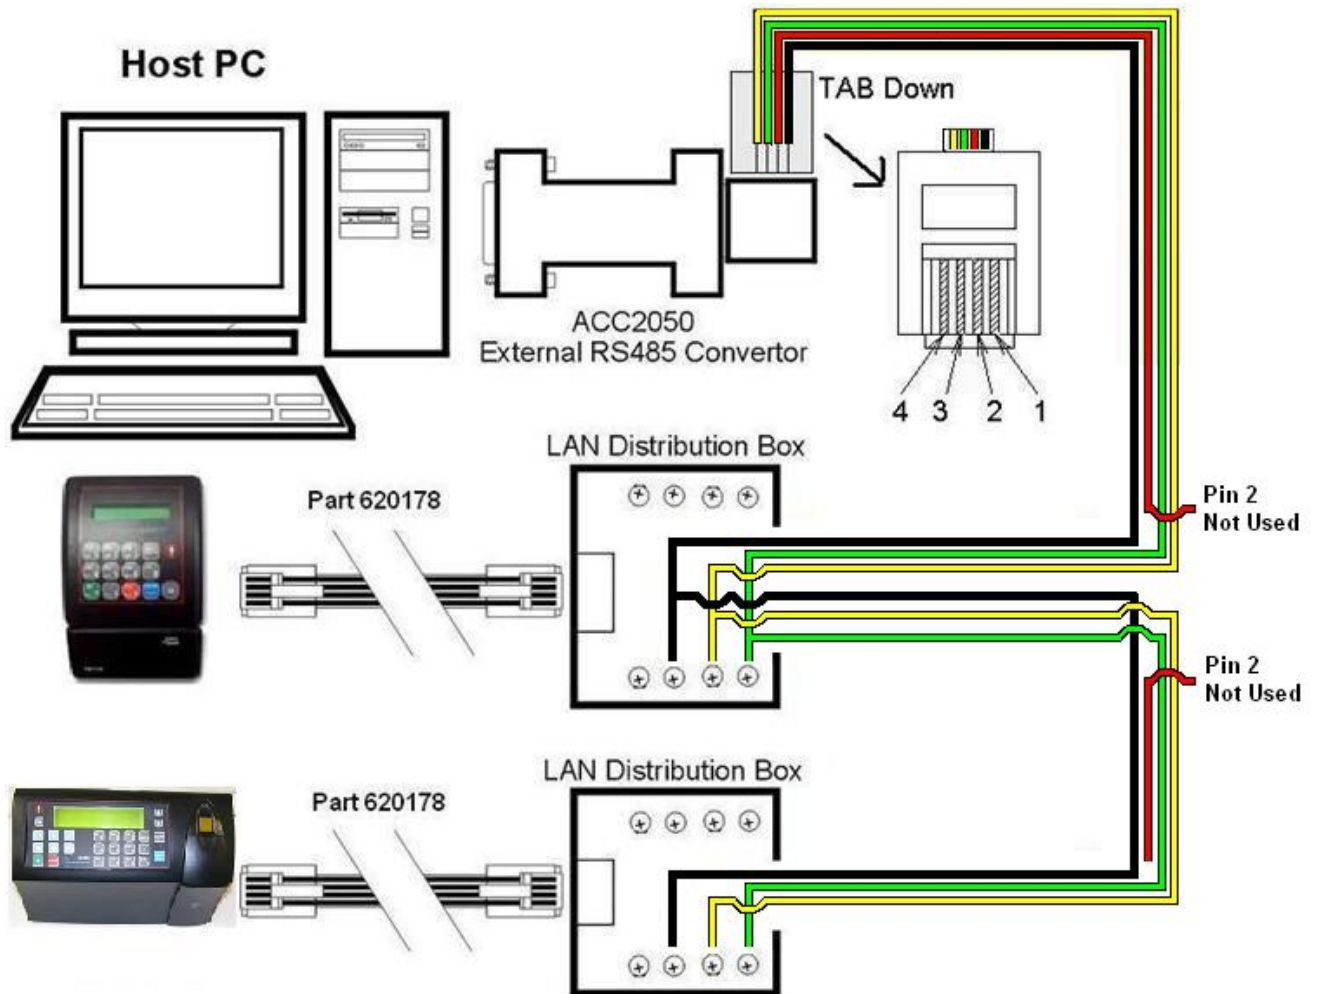 Host PC
TAB Down
ACC2050
External RS485 Convertor
4 3 2 1
LAN Distribution Box
Part 620178
Pin 2
Not Used
Pin 2
Not Used
LAN Distribution Box
Part 620178